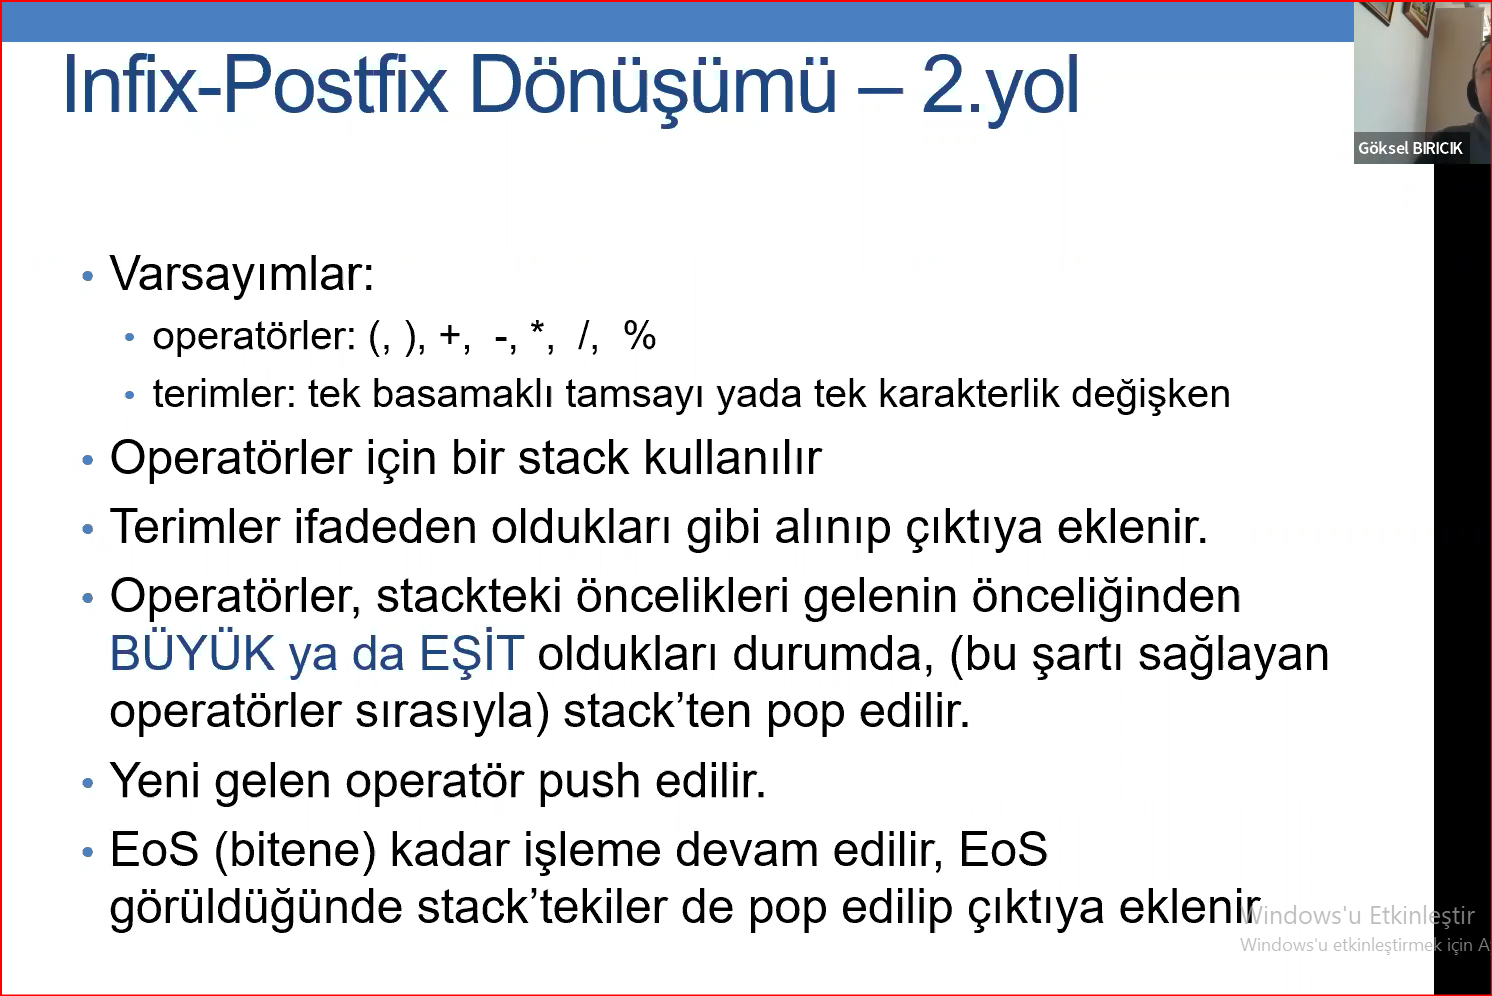 Infix-Postfix Dönüşümü – 2.yol
Göksel BIRICIK
• Varsayımlar:
• operatörler: (, ), +, -, *, /, %
• terimler: tek basamaklı tamsayı yada tek karakterlik değişken
• Operatörler için bir stack kullanılır
• Terimler ifadeden oldukları gibi alınıp çıktıya eklenir.
• Operatörler, stackteki öncelikleri gelenin önceliğinden
BÜYÜK ya da EŞİT oldukları durumda, (bu şartı sağlayan
operatörler sırasıyla) stack’ten pop edilir.
• Yeni gelen operatör push edilir.
• EoS (bitene) kadar işleme devam edilir, EoS
görüldüğünde stack’tekiler de pop edilip çıktıya eklenir
Windows'u Etkinleştir
Windows'u etkinleştirmek için A